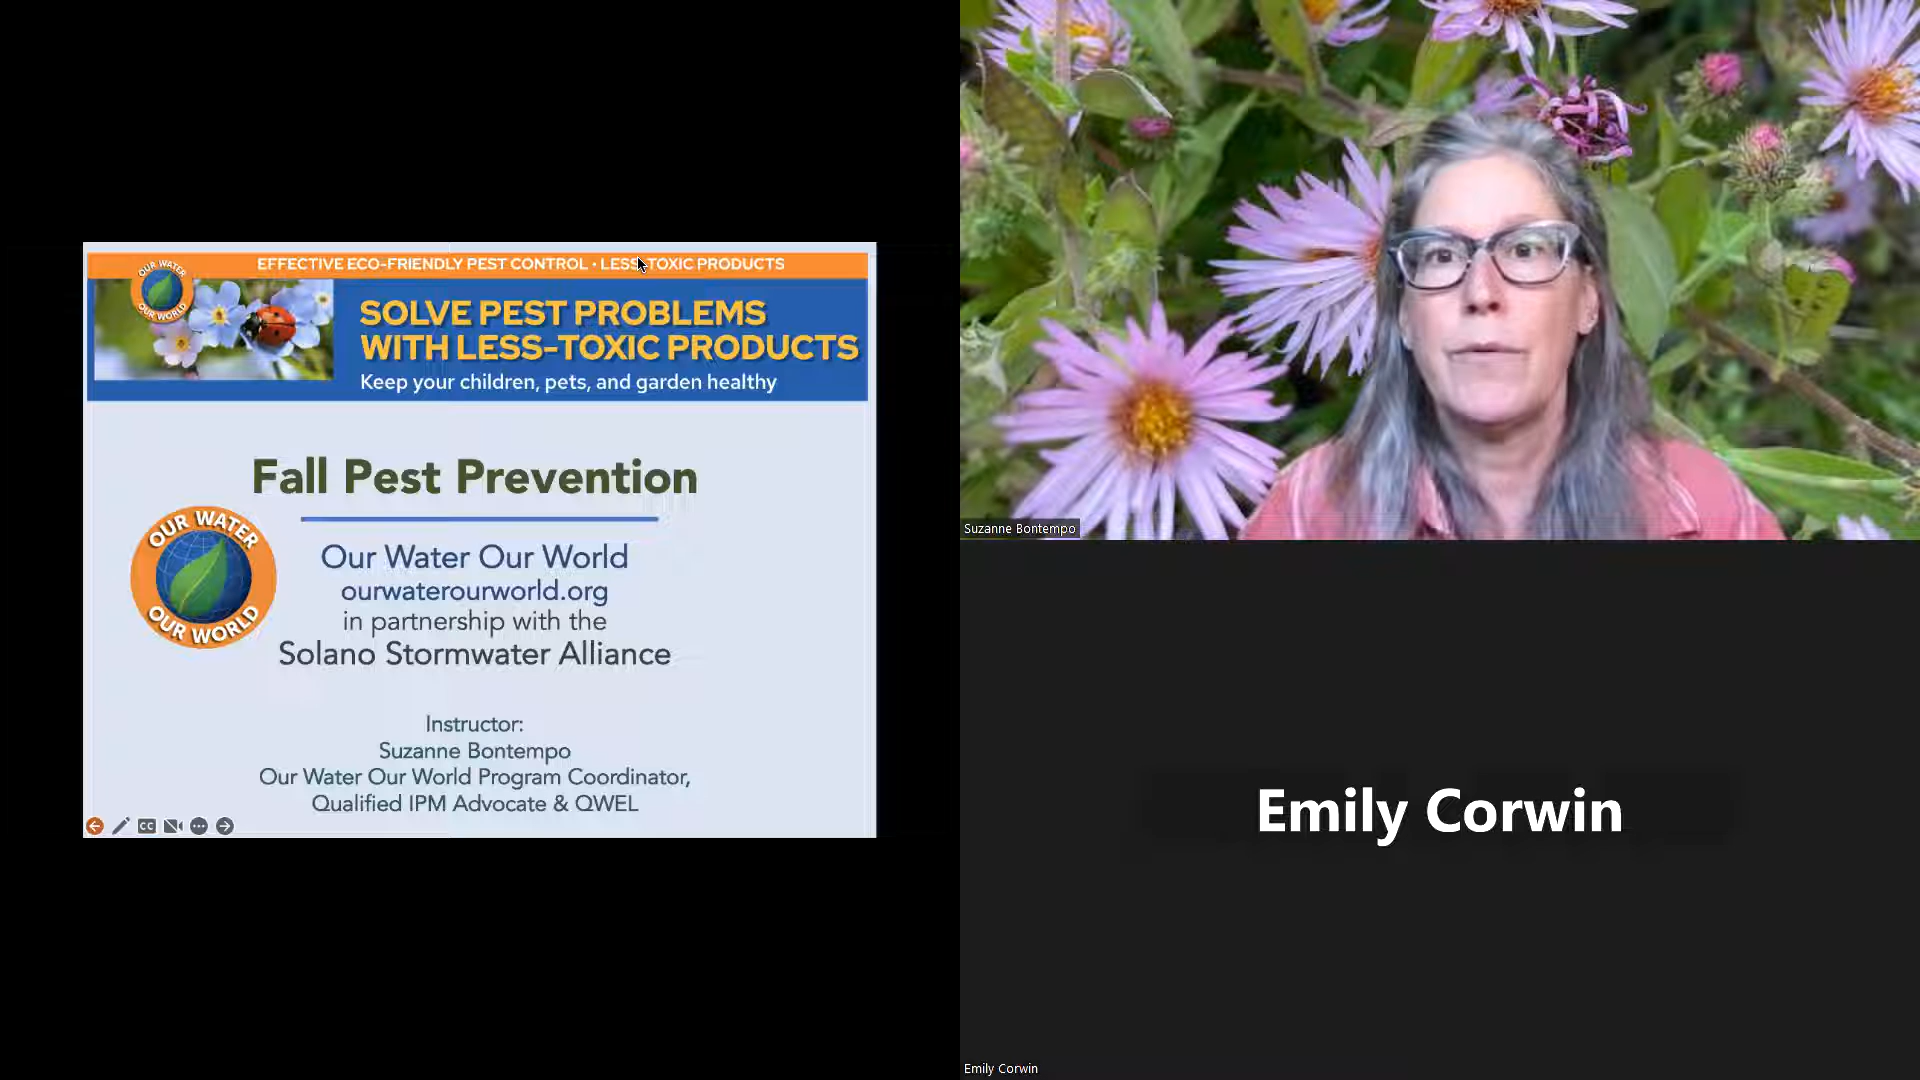 EFFECTIVE ECO-FRIENDLY PEST CONTROL • LESS-TOXIC PRODUCTS
OUR WATER
OUR WORLD
SOLVE PEST PROBLEMS
WITH LESS-TOXIC PRODUCTS
Keep your children, pets, and garden healthy
Fall Pest Prevention
OUR WATER
OUR WORLD
Our Water Our World
ourwaterourworld.org
in partnership with the
Solano Stormwater Alliance
Instructor:
Suzanne Bontempo
Our Water Our World Program Coordinator,
Qualified IPM Advocate & QWEL
CC
Suzanne Bontempo
Emily Corwin
Emily Corwin